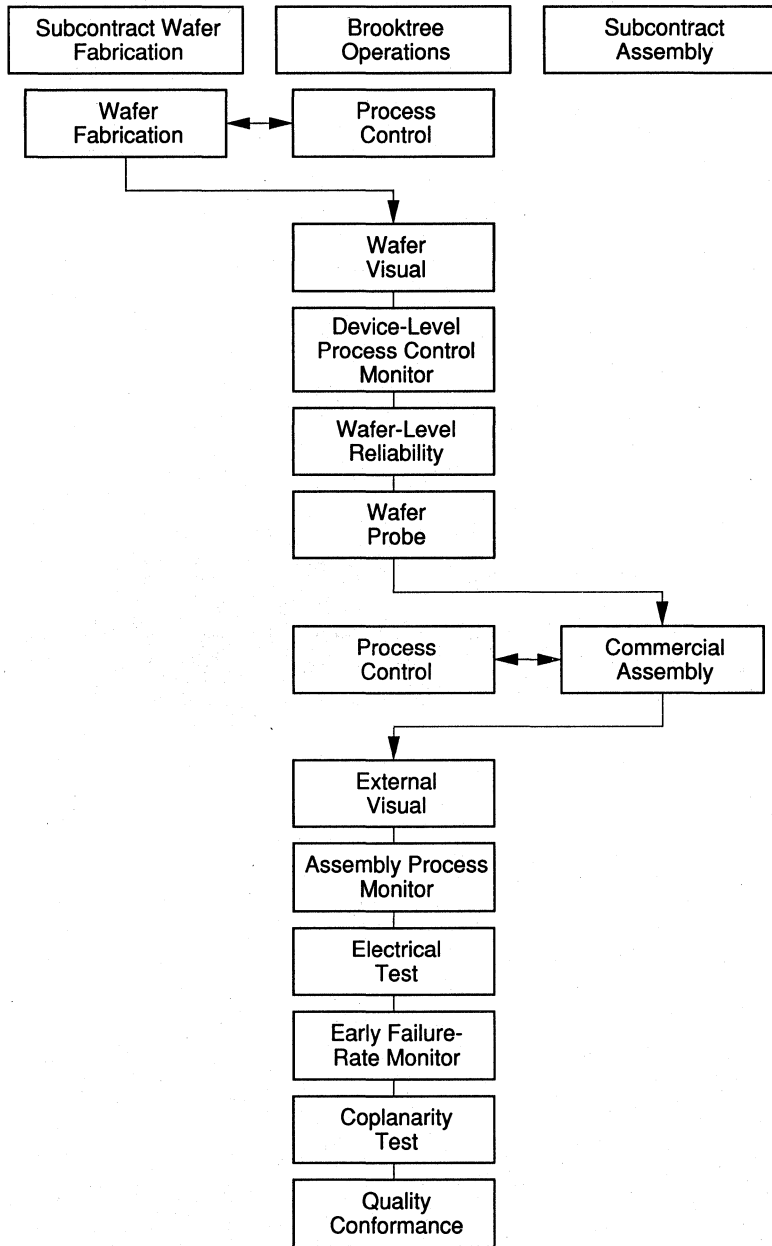 Subcontract Wafer
Fabrication
Brooktree
Operations
Subcontract
Assembly
Wafer
Fabrication
Process
Control
Wafer
Visual
Device-Level
Process Control
Monitor
Wafer-Level
Reliability
Wafer
Probe
Process
Control
Commercial
Assembly
External
Visual
Assembly Process
Monitor
Electrical
Test
Early Failure-
Rate Monitor
Coplanarity
Test
Quality
Conformance